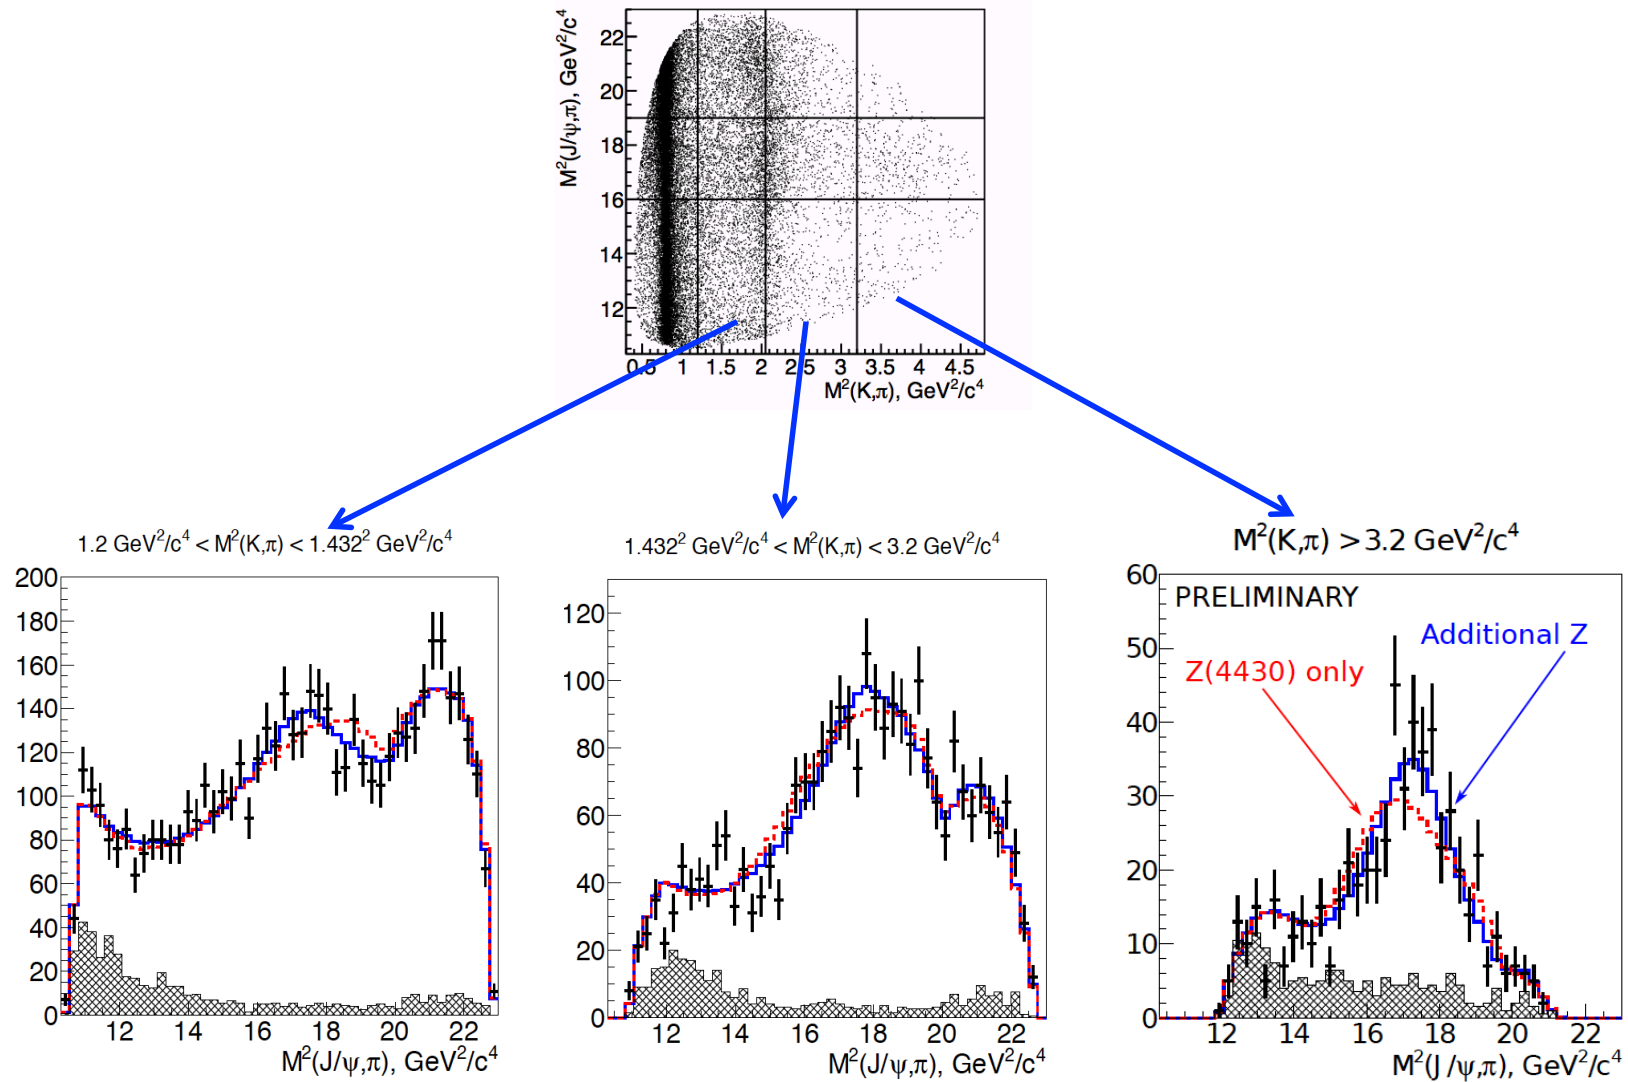 M²(J/ψ,π), GeV²/c⁴
22
20
18
16
14
12
0.5 1 1.5 2 2.5 3 3.5 4 4.5
M²(K,π), GeV²/c⁴
1.2 GeV²/c⁴ < M²(K,π) < 1.432² GeV²/c⁴
200
180
160
140
120
100
80
60
40
20
0
12 14 16 18 20 22
M²(J/ψ,π), GeV²/c⁴
1.432² GeV²/c⁴ < M²(K,π) < 3.2 GeV²/c⁴
120
100
80
60
40
20
0
12 14 16 18 20 22
M²(J/ψ,π), GeV²/c⁴
M²(K,π) >3.2 GeV²/c⁴
PRELIMINARY
Additional Z
Z(4430) only
60
50
40
30
20
10
0
12 14 16 18 20 22
M²(J/ψ,π), GeV²/c⁴